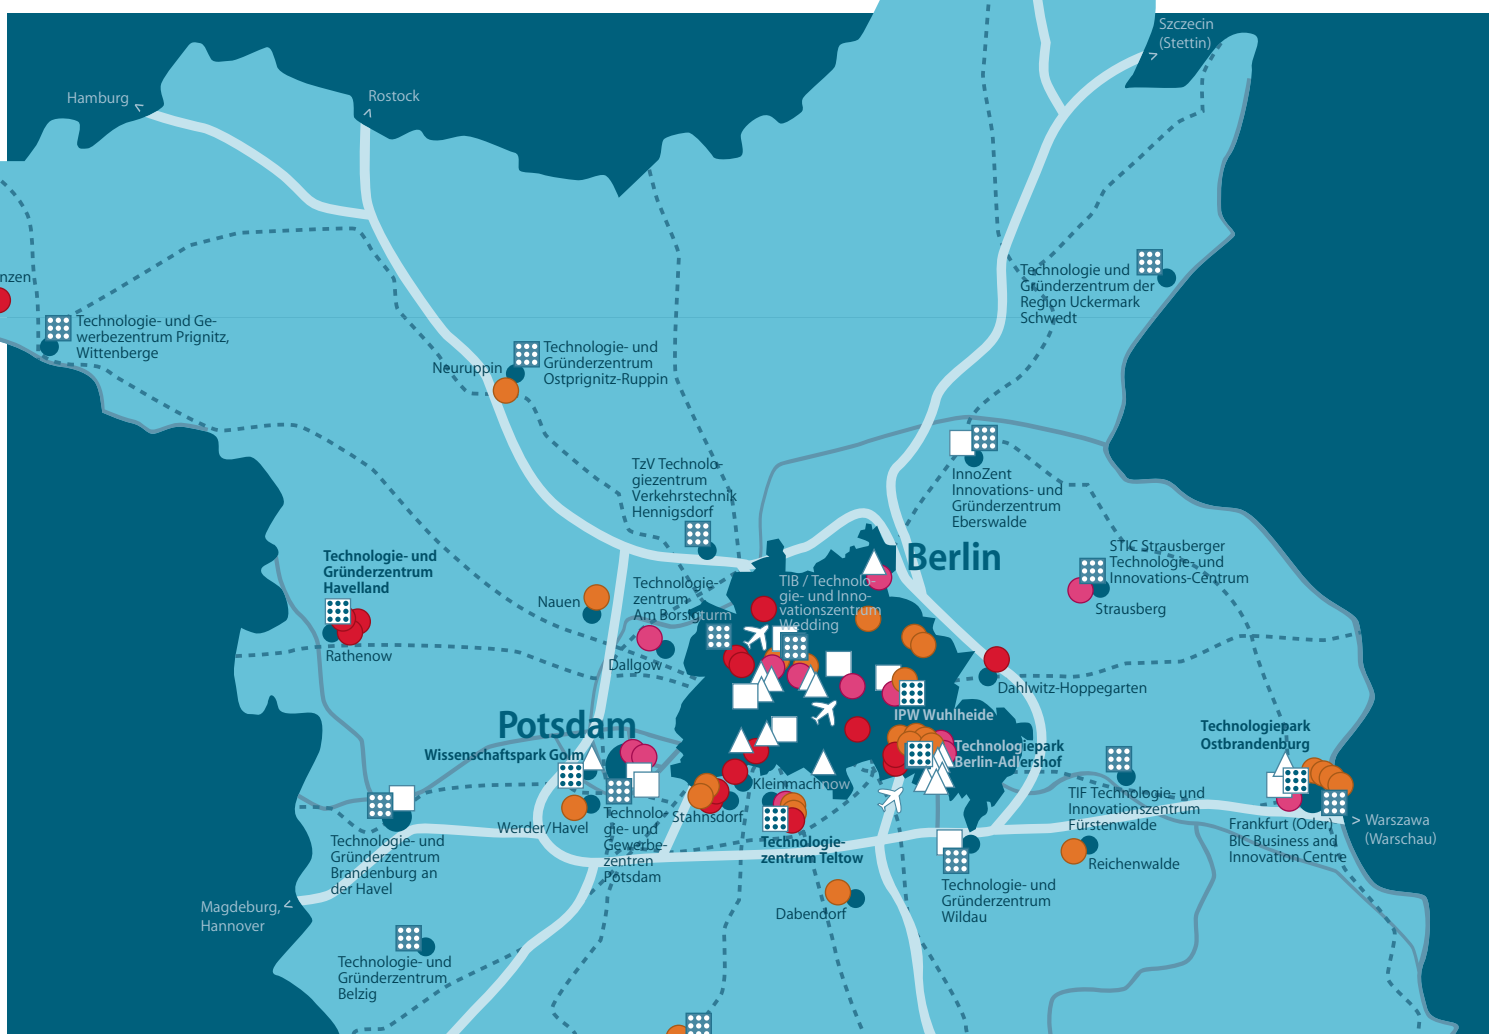 Szczecin
(Stettin)
Hamburg
Rostock
nzen
Technologie und
Gründerzentrum der
Region Uckermark
Schwedt
Technologie- und Ge-
werbezentrum Prignitz,
Wittenberge
Neuruppin
Technologie- und
Gründerzentrum
Ostprignitz-Ruppin
TzV Technolo-
giezentrum
Verkehrstechnik
Hennigsdorf
InnoZent
Innovations- und
Gründerzentrum
Eberswalde
Berlin
STIC Strausberger
Technologie- und
Innovations-Centrum
Strausberg
Technologie- und
Gründerzentrum
Havelland
Rathenow
Nauen
Technologie-
zentrum
Am Borsigturm
TIB / Technolo-
gie- und Inno-
vationszentrum
Wedding
Dallgow
Dahlwitz-Hoppegarten
IPW Wuhlheide
Potsdam
Wissenschaftspark Golm
Technologiepark
Berlin-Adlershof
Technologiepark
Ostbrandenburg
Kleinmachnow
Stahnsdorf
Werder/Havel
Technolo-
gie- und
Gewerbe-
zentren
Potsdam
Technologie-
zentrum Teltow
TIF Technologie- und
Innovationszentrum
Fürstenwalde
Reichenwalde
Frankfurt (Oder)
BIC Business and
Innovation Centre
Warszawa
(Warschau)
Technologie- und
Gründerzentrum
Brandenburg an
der Havel
Magdeburg,
Hannover
Technologie- und
Gründerzentrum
Wildau
Dabendorf
Technologie- und
Gründerzentrum
Belzig